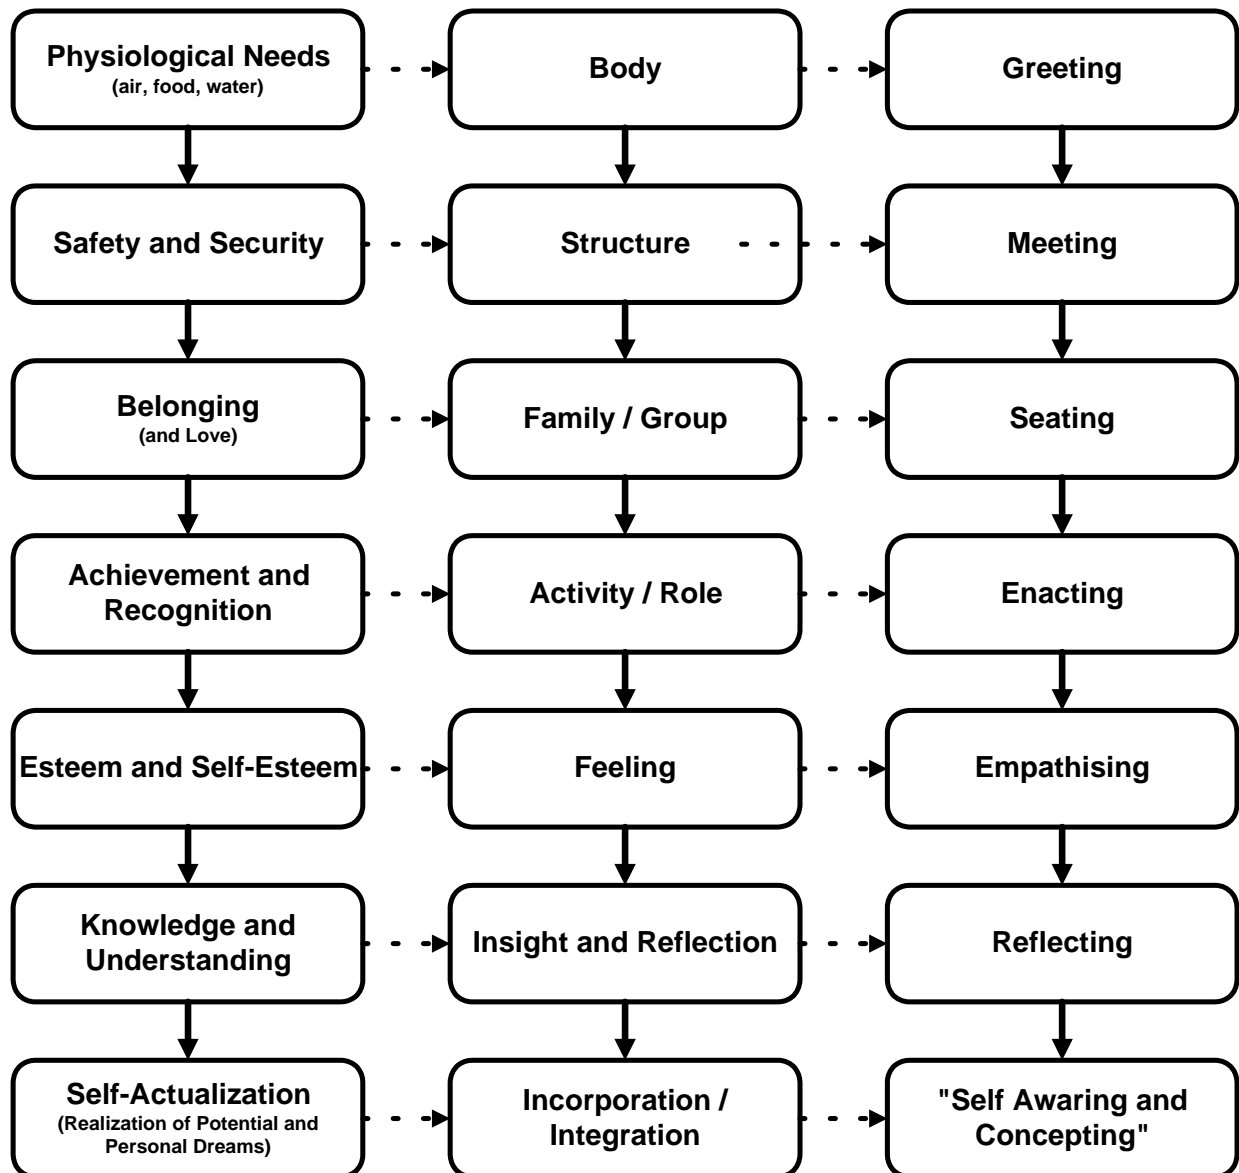 Physiological Needs
(air, food, water)
Body
Greeting
Safety and Security
Structure
Meeting
Belonging
(and Love)
Family / Group
Seating
Achievement and
Recognition
Activity / Role
Enacting
Esteem and Self-Esteem
Feeling
Empathising
Knowledge and
Understanding
Insight and Reflection
Reflecting
Self-Actualization
(Realization of Potential and
Personal Dreams)
Incorporation /
Integration
"Self Awaring and
Concepting"